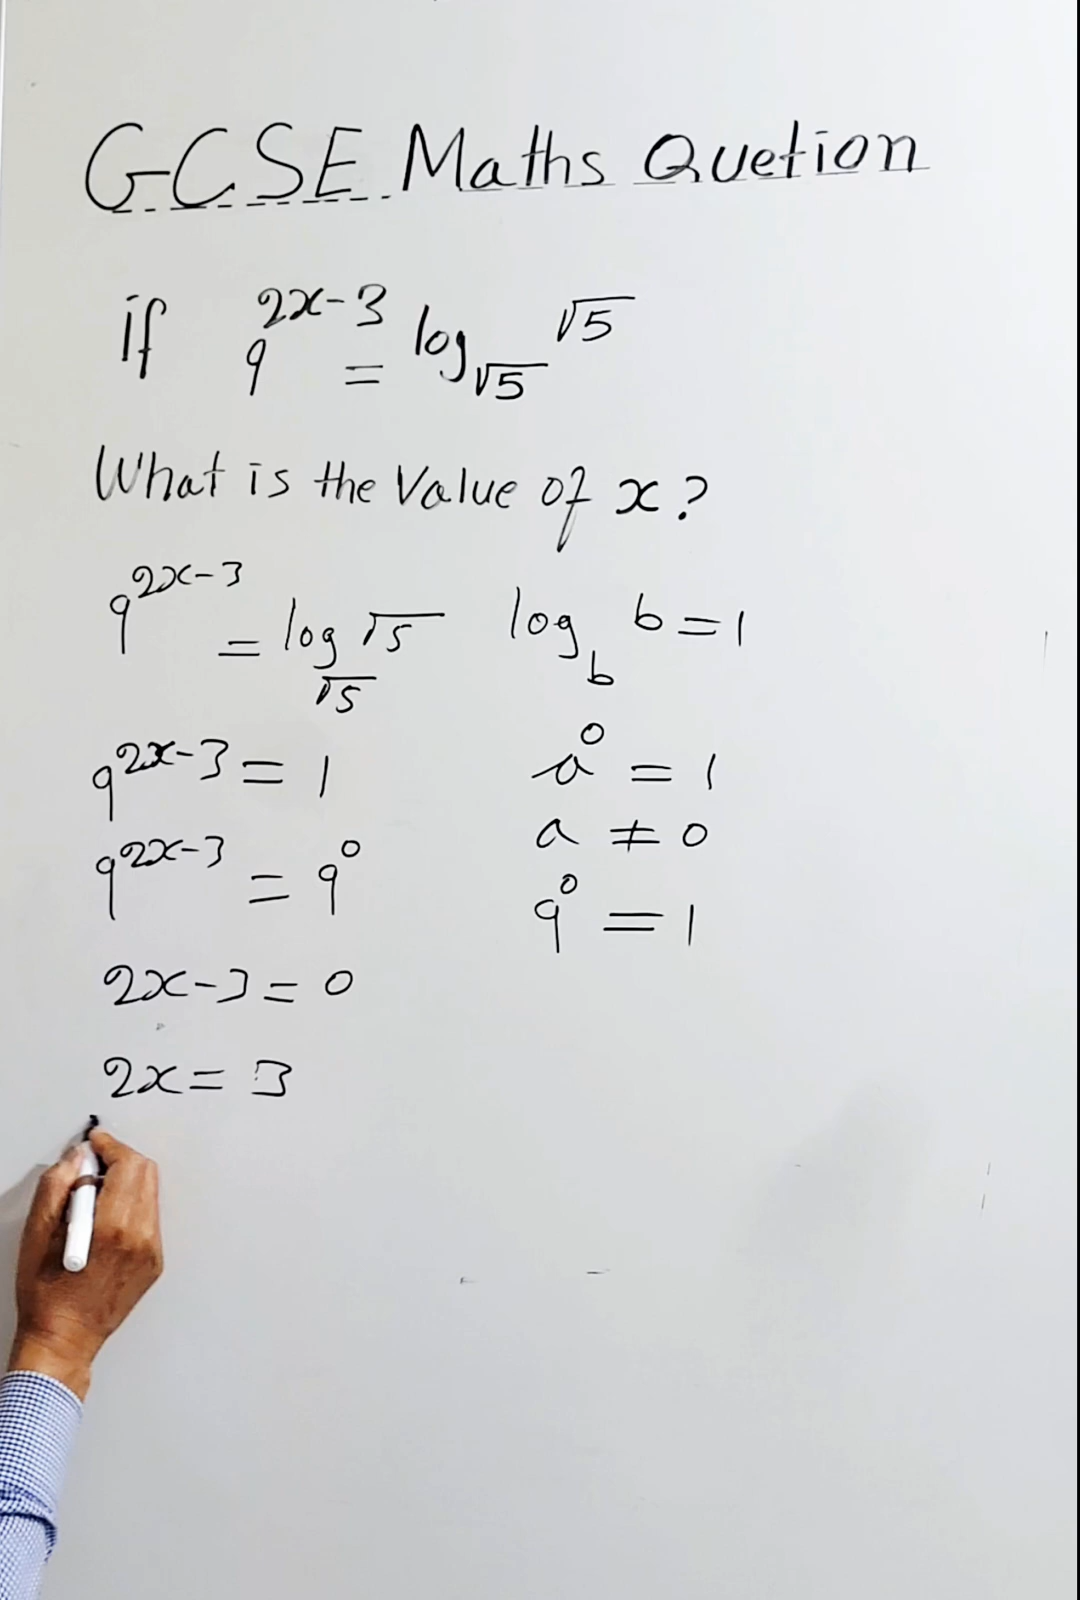 GCSE Maths Quetion
if 9^{2x-3} = log_{√5} √5
What is the Value of x?
9^{2x-3} = log_{√5} √5
log_b b = 1
9^{2x-3} = 1
a^0 = 1
a ≠ 0
9^{2x-3} = 9^0
9^0 = 1
2x-3 = 0
2x = 3